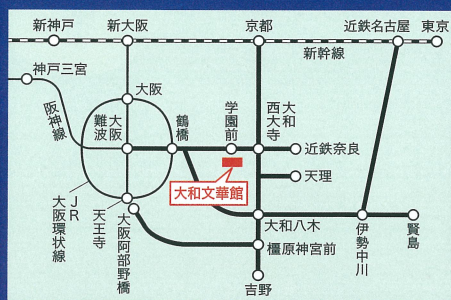 新神戸
新大阪
京都
近鉄名古屋
東京
新幹線
神戸三宮
阪神線
大阪
大阪難波
鶴橋
学園前
大和西大寺
近鉄奈良
天理
大和文華館
JR大阪環状線
天王寺
大阪阿部野橋
大和八木
橿原神宮前
吉野
伊勢中川
賢島